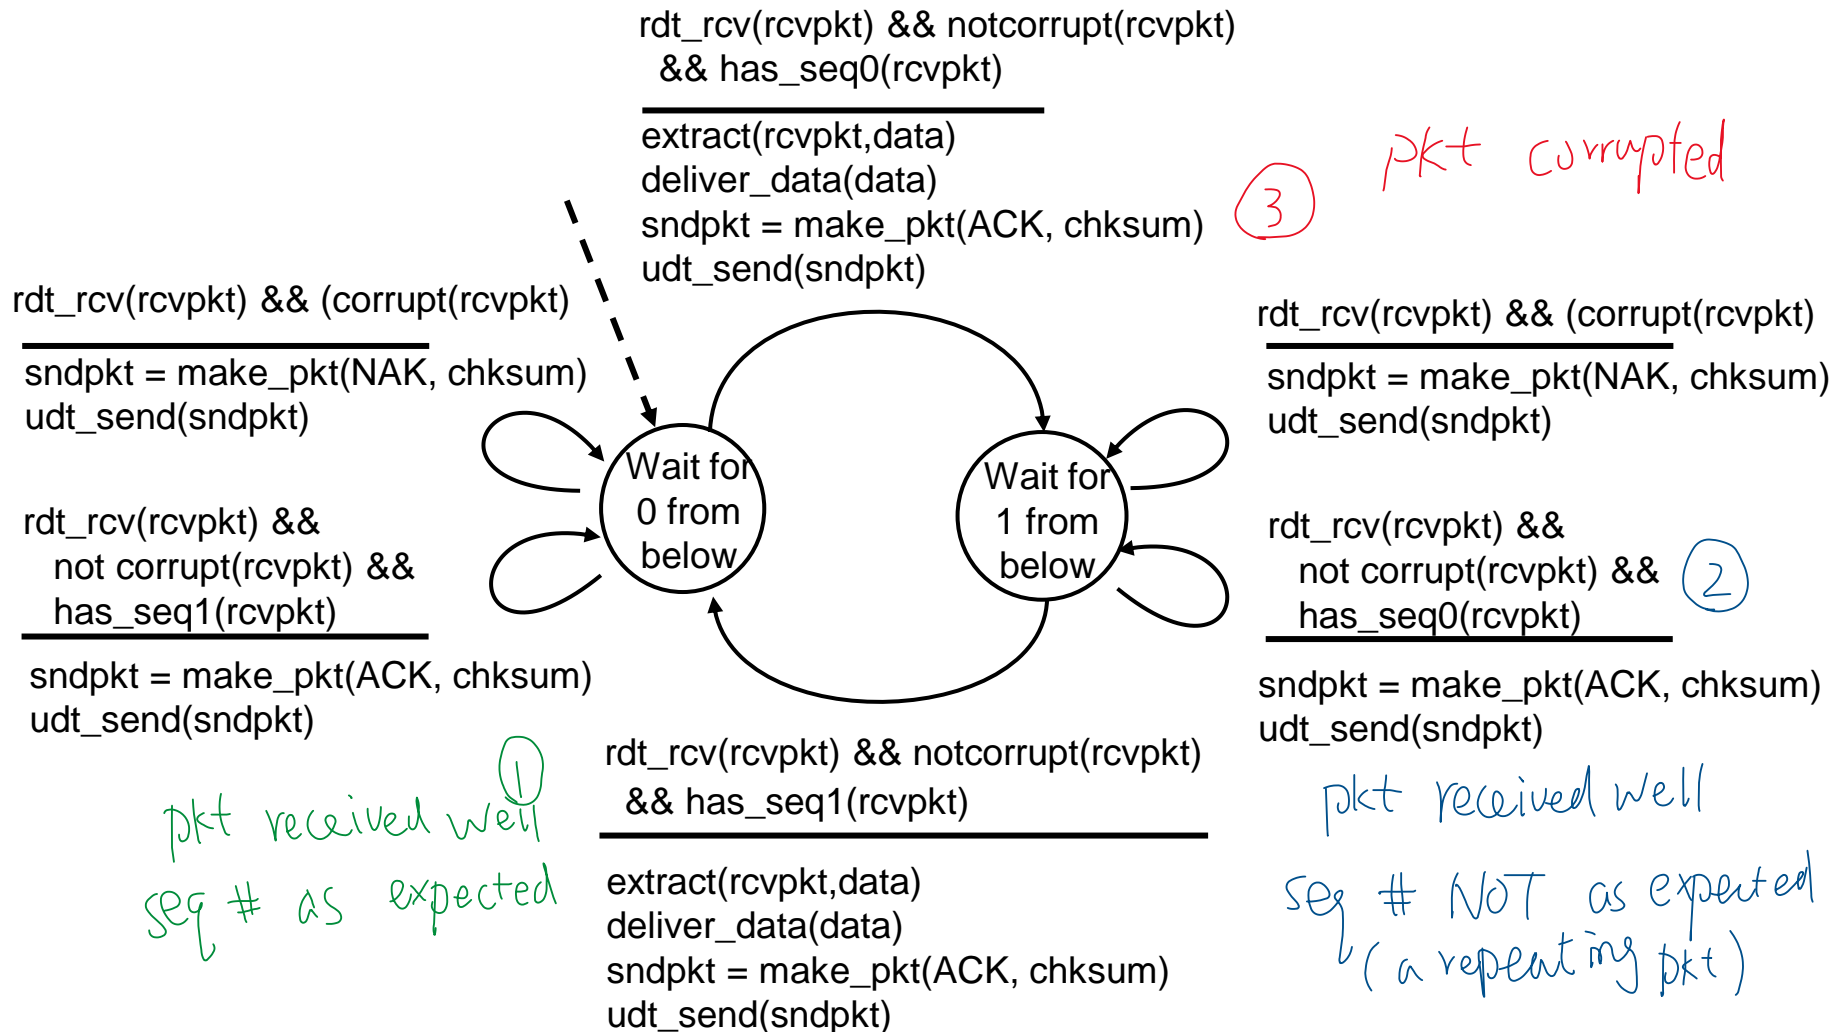 rdt_rcv(rcvpkt) && notcorrupt(rcvpkt)
&& has_seq0(rcvpkt)
extract(rcvpkt,data)
deliver_data(data)
sndpkt = make_pkt(ACK, chksum)
udt_send(sndpkt)
3
pkt corrupted
rdt_rcv(rcvpkt) && (corrupt(rcvpkt)
sndpkt = make_pkt(NAK, chksum)
udt_send(sndpkt)
rdt_rcv(rcvpkt) &&
not corrupt(rcvpkt) &&
has_seq1(rcvpkt)
sndpkt = make_pkt(ACK, chksum)
udt_send(sndpkt)
Wait for
0 from
below
Wait for
1 from
below
rdt_rcv(rcvpkt) && (corrupt(rcvpkt)
sndpkt = make_pkt(NAK, chksum)
udt_send(sndpkt)
rdt_rcv(rcvpkt) &&
not corrupt(rcvpkt) &&
has_seq0(rcvpkt)
2
sndpkt = make_pkt(ACK, chksum)
udt_send(sndpkt)
1
pkt received well
seq # as expected
rdt_rcv(rcvpkt) && notcorrupt(rcvpkt)
&& has_seq1(rcvpkt)
extract(rcvpkt,data)
deliver_data(data)
sndpkt = make_pkt(ACK, chksum)
udt_send(sndpkt)
pkt received well
seq # NOT as expected
(a repeating pkt)